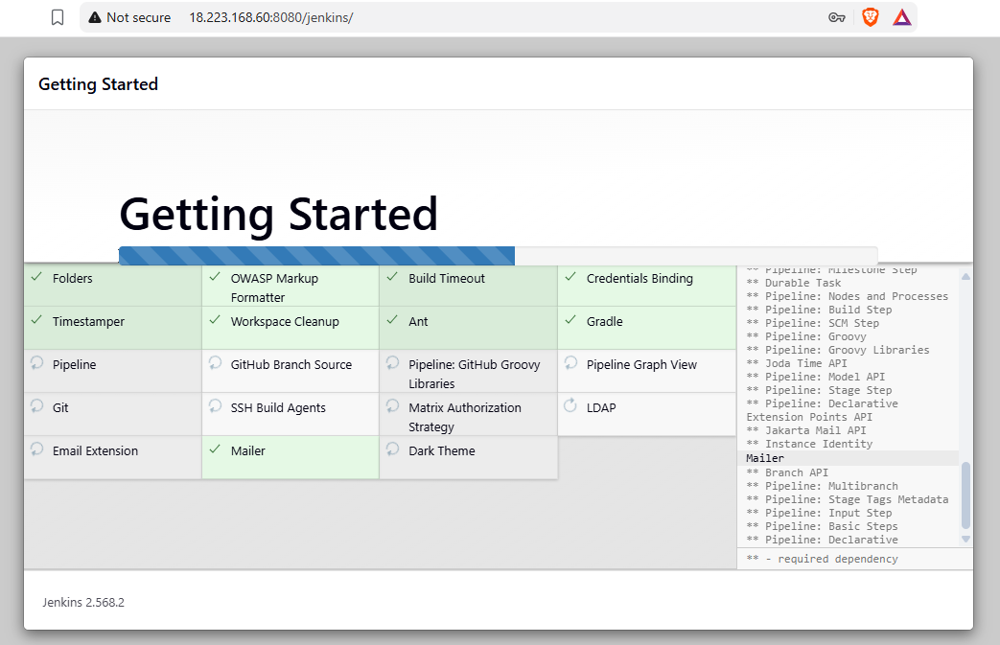 Not secure 18.223.168.60:8080/jenkins/
Getting Started
Getting Started
Folders
OWASP Markup
Formatter
Build Timeout
Credentials Binding
Timestamper
Workspace Cleanup
Ant
Gradle
Pipeline
GitHub Branch Source
Pipeline: GitHub Groovy
Libraries
Pipeline Graph View
Git
SSH Build Agents
Matrix Authorization
Strategy
LDAP
Email Extension
Mailer
Dark Theme
** Pipeline: Milestone Step
** Durable Task
** Pipeline: Nodes and Processes
** Pipeline: Build Step
** Pipeline: SCM Step
** Pipeline: Groovy
** Pipeline: Groovy Libraries
** Joda Time API
** Pipeline: Model API
** Pipeline: Stage Step
** Pipeline: Declarative
Extension Points API
** Jakarta Mail API
** Instance Identity
Mailer
** Branch API
** Pipeline: Multibranch
** Pipeline: Stage Tags Metadata
** Pipeline: Input Step
** Pipeline: Basic Steps
** Pipeline: Declarative
** - required dependency
Jenkins 2.568.2